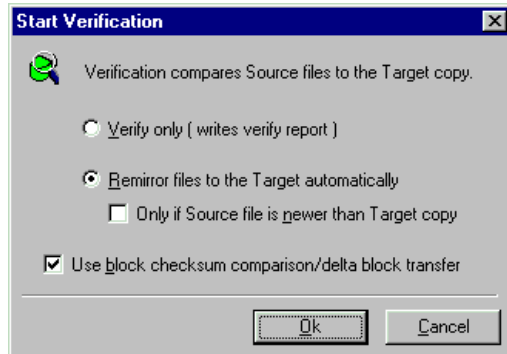 Start Verification
Verification compares Source files to the Target copy.
Verify only ( writes verify report )
Remirror files to the Target automatically
Only if Source file is newer than Target copy
Use block checksum comparison/delta block transfer
Ok Cancel